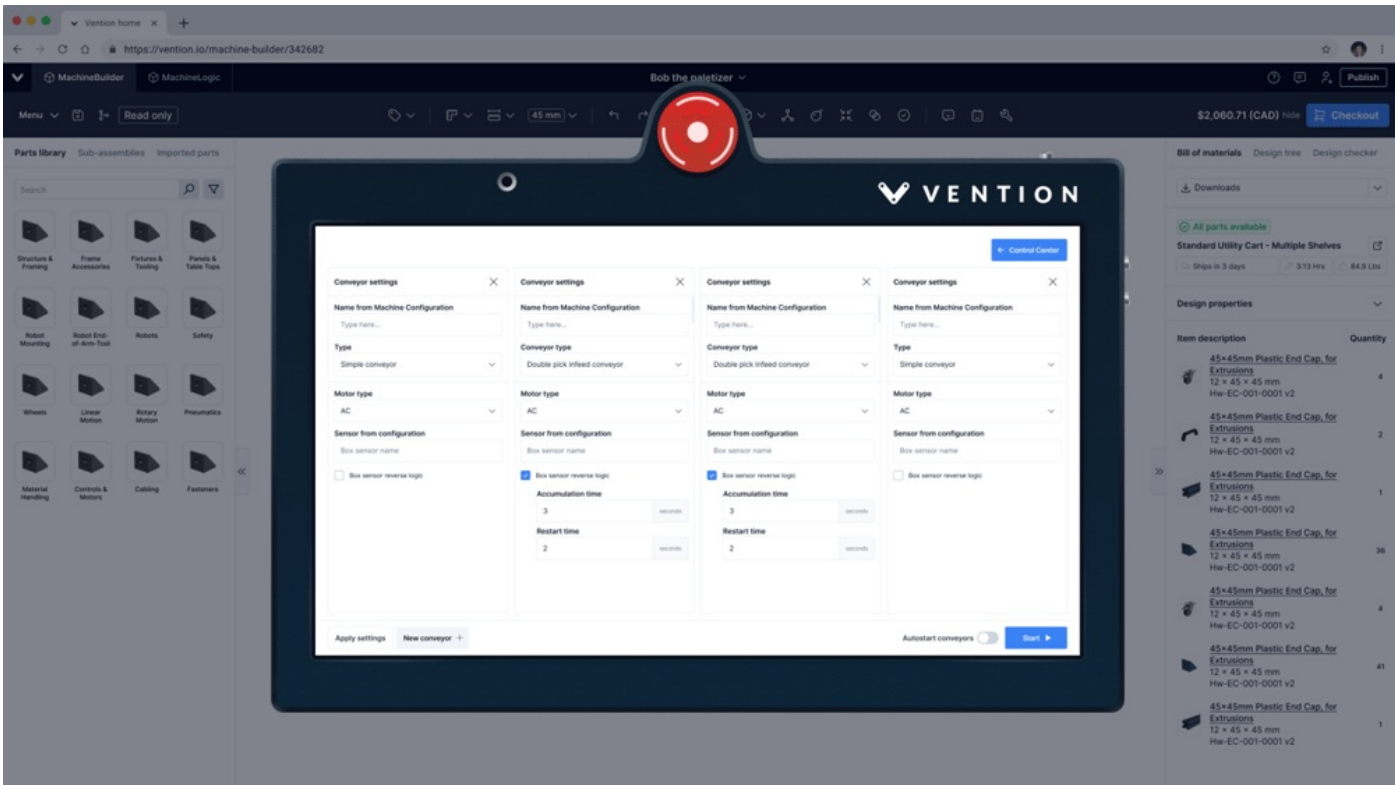 Vention home
https://vention.io/machine-builder/342682
MachineBuilder
MachineLogic
Bob the paletizer
Publish
Menu
Read only
45 mm
$2,060.71 (CAD) hide
Checkout
Parts library
Sub-assemblies
Imported parts
Search
Structure &
Framing
Frame
Accessories
Fixtures &
Tooling
Panels &
Table Tops
Robot
Mounting
Robot End-
of-Arm-Tool
Robots
Safety
Wheels
Linear
Motion
Rotary
Motion
Pneumatics
Material
Handling
Controls &
Motors
Cabling
Fasteners
VENTION
Control Center
Conveyor settings
Name from Machine Configuration
Type here...
Type
Simple conveyor
Motor type
AC
Sensor from configuration
Box sensor name
Box sensor reverse logic
Conveyor settings
Name from Machine Configuration
Type here...
Conveyor type
Double pick infeed conveyor
Motor type
AC
Sensor from configuration
Box sensor name
Box sensor reverse logic
Accumulation time
3 seconds
Restart time
2 seconds
Conveyor settings
Name from Machine Configuration
Type here...
Conveyor type
Double pick infeed conveyor
Motor type
AC
Sensor from configuration
Box sensor name
Box sensor reverse logic
Accumulation time
3 seconds
Restart time
2 seconds
Conveyor settings
Name from Machine Configuration
Type here...
Type
Simple conveyor
Motor type
AC
Sensor from configuration
Box sensor name
Box sensor reverse logic
Apply settings
New conveyor +
Autostart conveyors
Start
Bill of materials
Design tree
Design checker
Downloads
All parts available
Standard Utility Cart - Multiple Shelves
Ships in 3 days
3:13 Hrs
84.9 Lbs
Design properties
Item description
Quantity
45×45mm Plastic End Cap, for
Extrusions
12 × 45 × 45 mm
Hw-EC-001-0001 v2
4
45×45mm Plastic End Cap, for
Extrusions
12 × 45 × 45 mm
Hw-EC-001-0001 v2
2
45×45mm Plastic End Cap, for
Extrusions
12 × 45 × 45 mm
Hw-EC-001-0001 v2
1
45×45mm Plastic End Cap, for
Extrusions
12 × 45 × 45 mm
Hw-EC-001-0001 v2
36
45×45mm Plastic End Cap, for
Extrusions
12 × 45 × 45 mm
Hw-EC-001-0001 v2
4
45×45mm Plastic End Cap, for
Extrusions
12 × 45 × 45 mm
Hw-EC-001-0001 v2
41
45×45mm Plastic End Cap, for
Extrusions
12 × 45 × 45 mm
Hw-EC-001-0001 v2
1